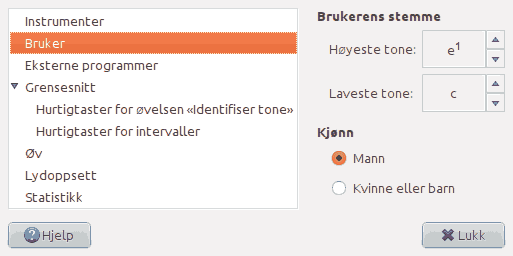 Instrumenter
Bruker
Eksterne programmer
Grensesnitt
Hurtigtaster for øvelsen «Identifiser tone»
Hurtigtaster for intervaller
Øv
Lydoppsett
Statistikk
Brukerens stemme
Høyeste tone: e¹
Laveste tone: c
Kjønn
Mann
Kvinne eller barn
Hjelp
Lukk